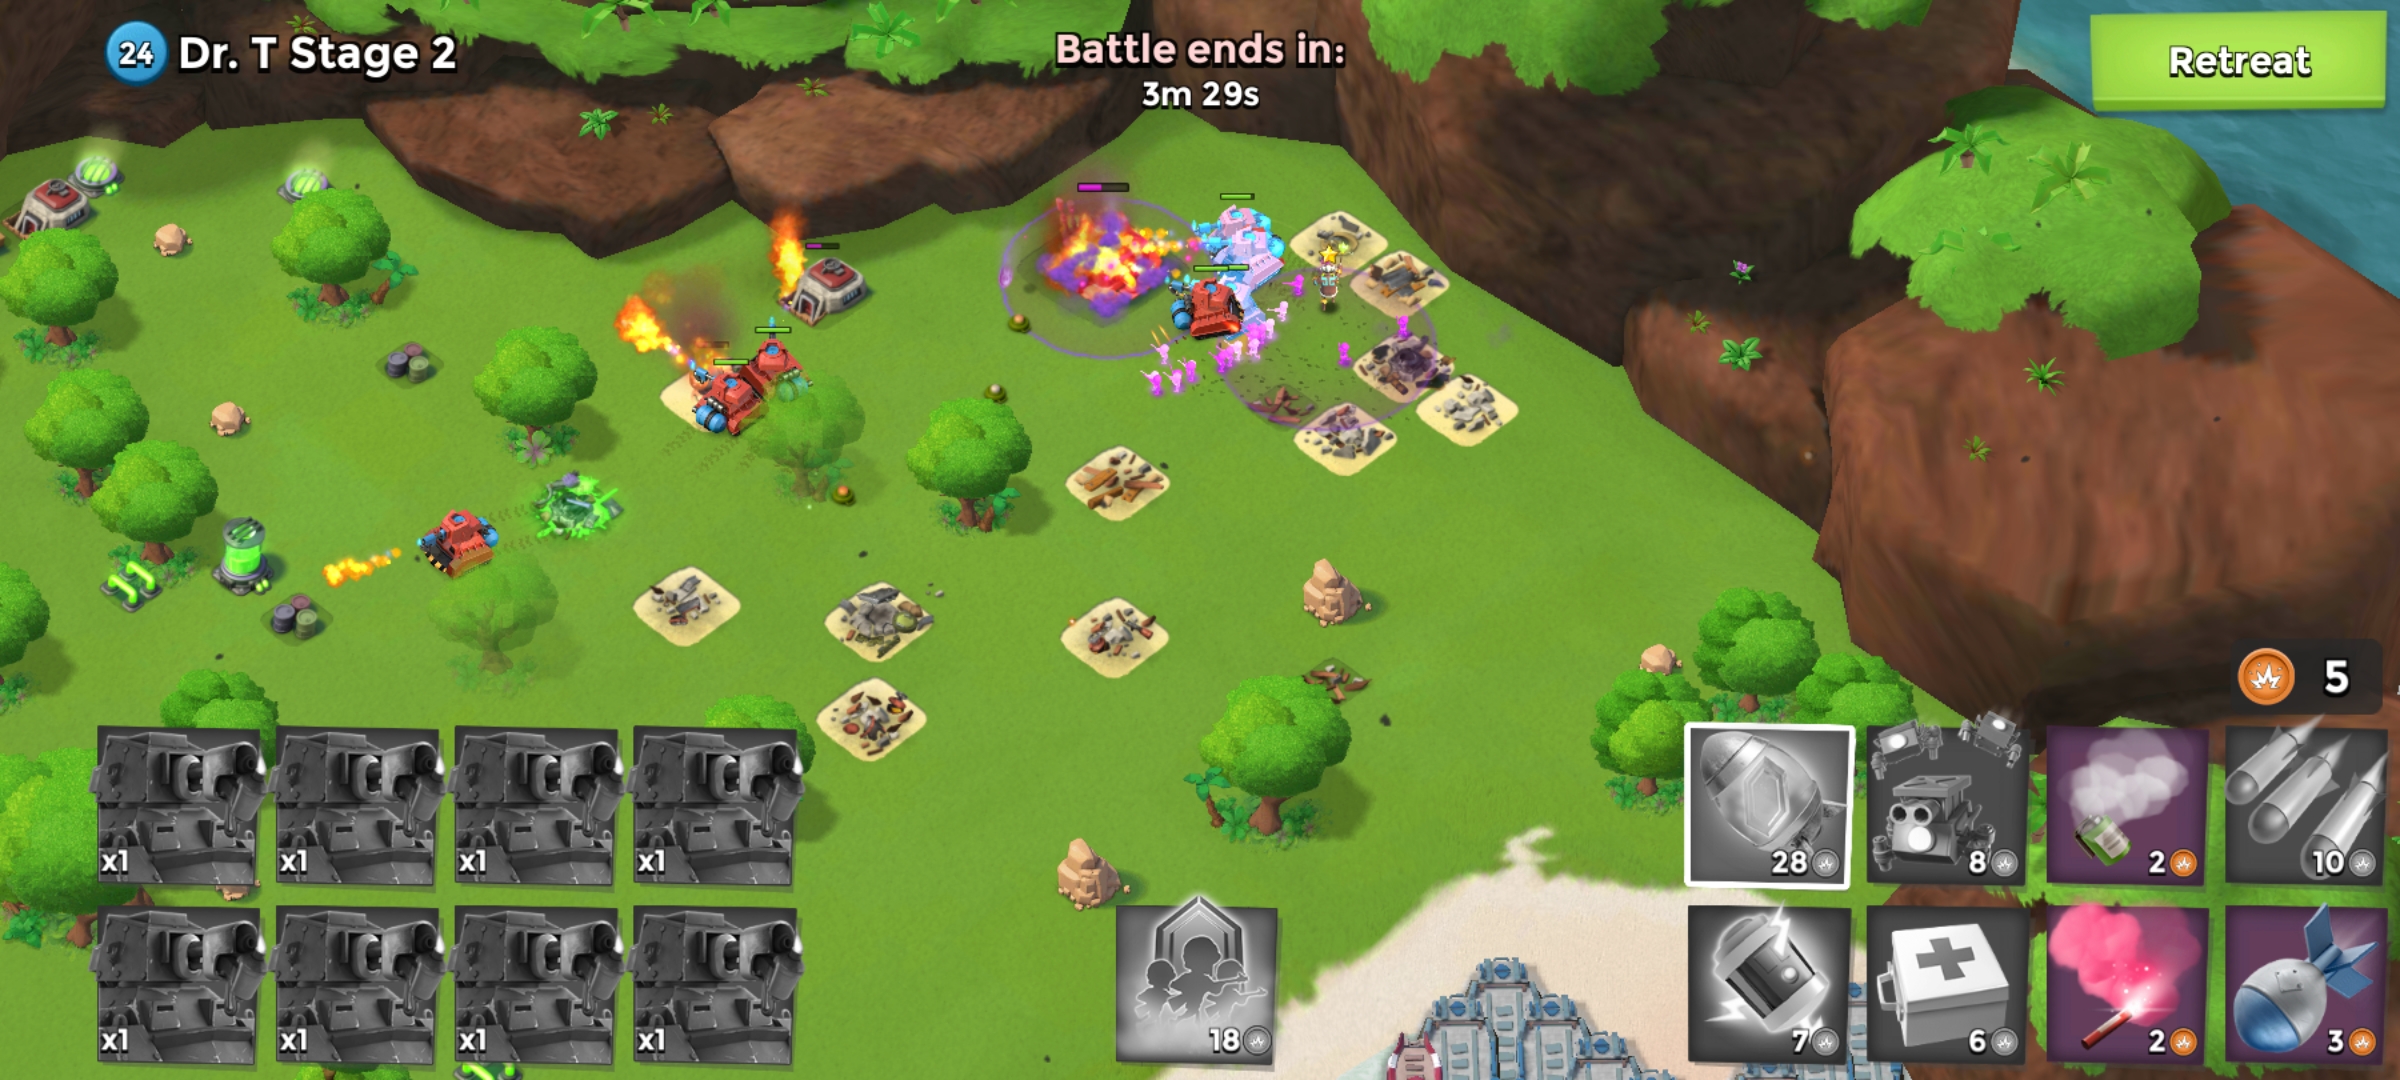 24 Dr. T Stage 2
Battle ends in:
3m 29s
Retreat
5
x1 x1 x1 x1
28 8 2 10
x1 x1 x1 x1
18
7 6 2 3